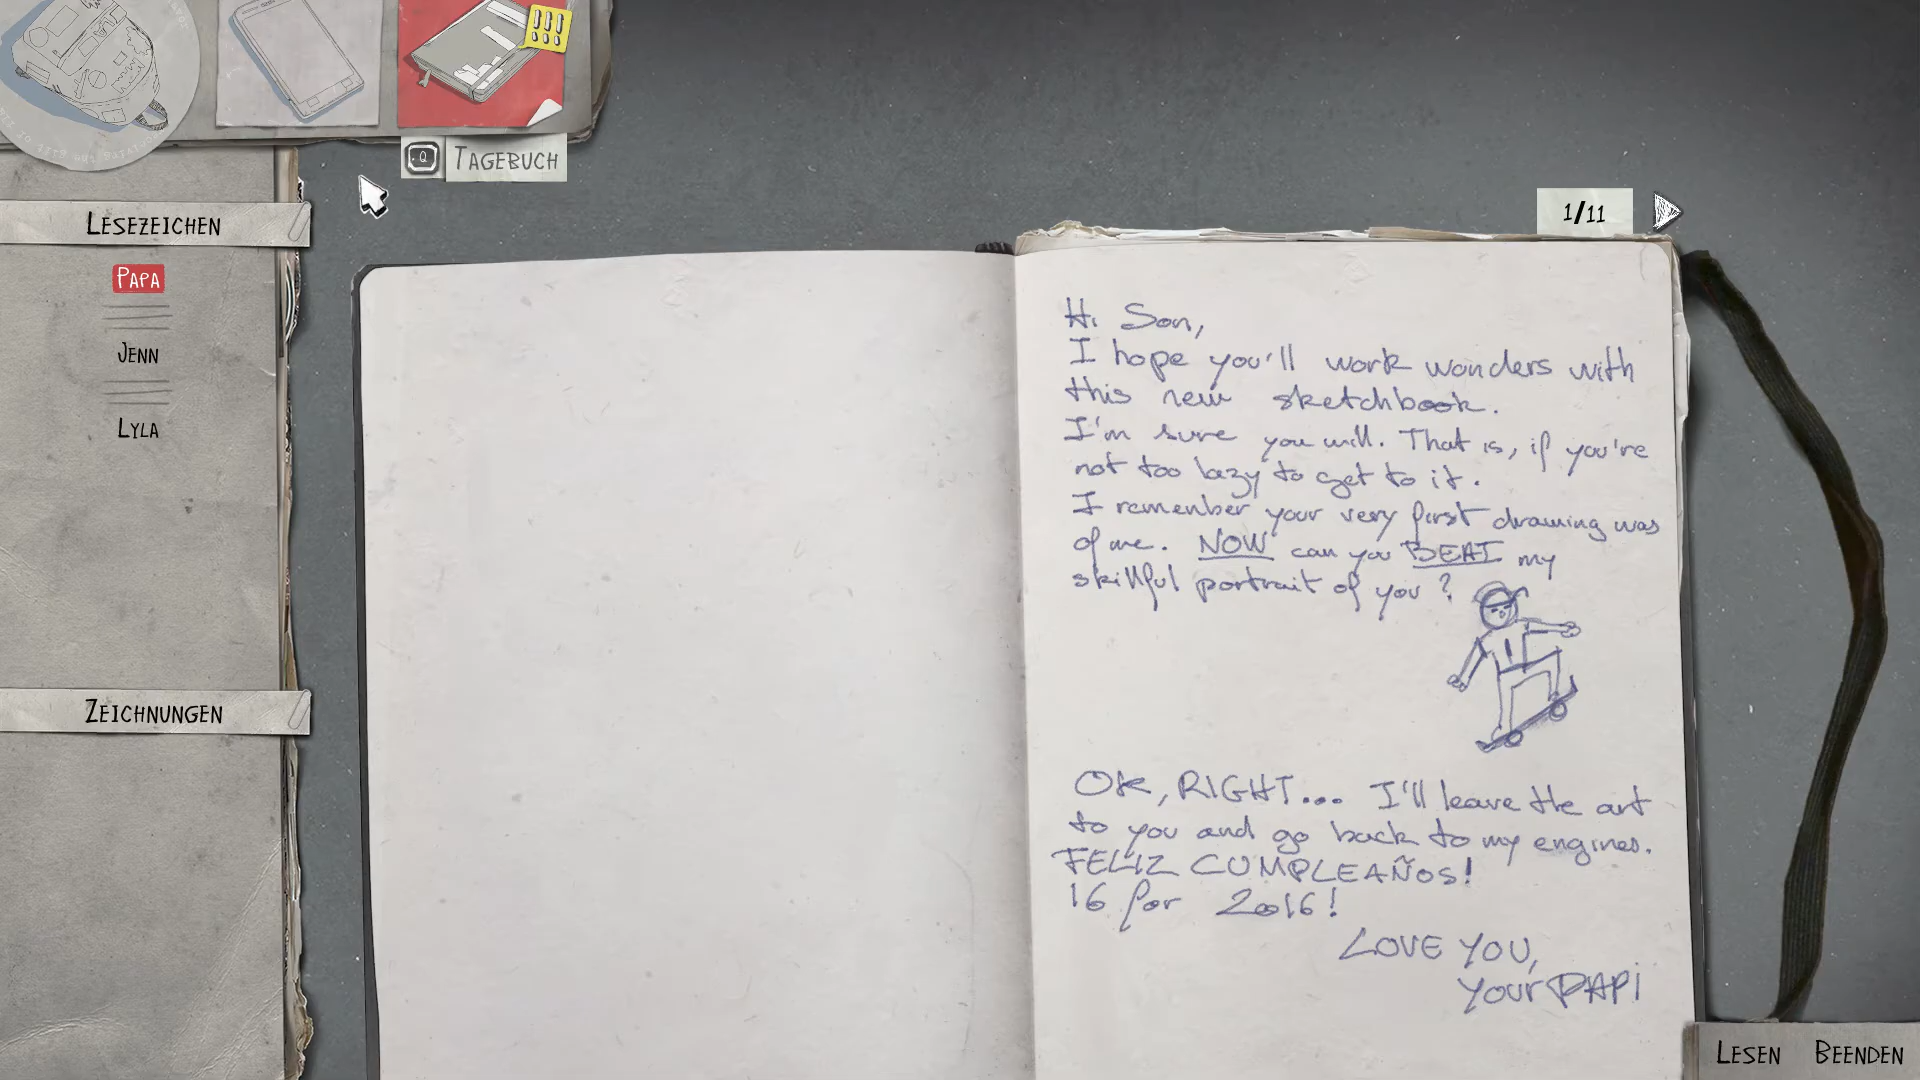 Q TAGEBUCH
LESEZEICHEN
PAPA
JENN
LYLA
ZEICHNUNGEN
1/11
Hi Son,
I hope you'll work wonders with
this new sketchbook.
I'm sure you will. That is, if you're
not too lazy to get to it.
I remember your very first drawing was
of me. NOW can you BEAT my
skillful portrait of you?
OK, RIGHT... I'll leave the art
to you and go back to my engines.
FELIZ CUMPLEAÑOS!
16 for 2016!
LOVE YOU,
your PAPI
LESEN BEENDEN